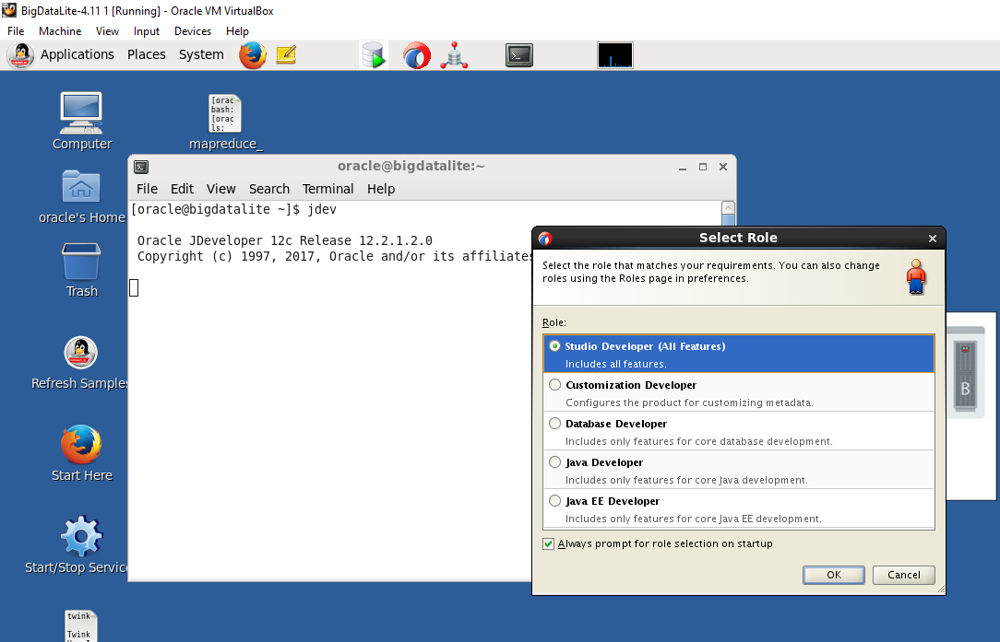 BigDataLite-4.11 1 [Running] - Oracle VM VirtualBox
File Machine View Input Devices Help
Applications Places System
Computer
[orac
bash:
[orac
ls: `
mapreduce_
oracle's Home
Trash
Refresh Samples
Start Here
Start/Stop Service
twink
Twink
oracle@bigdatalite:~
File Edit View Search Terminal Help
[oracle@bigdatalite ~]$ jdev
Oracle JDeveloper 12c Release 12.2.1.2.0
Copyright (c) 1997, 2017, Oracle and/or its affiliates
Select Role
Select the role that matches your requirements. You can also change
roles using the Roles page in preferences.
Role:
Studio Developer (All Features)
Includes all features.
Customization Developer
Configures the product for customizing metadata.
Database Developer
Includes only features for core database development.
Java Developer
Includes only features for core Java development.
Java EE Developer
Includes only features for core Java EE development.
Always prompt for role selection on startup
OK Cancel
B